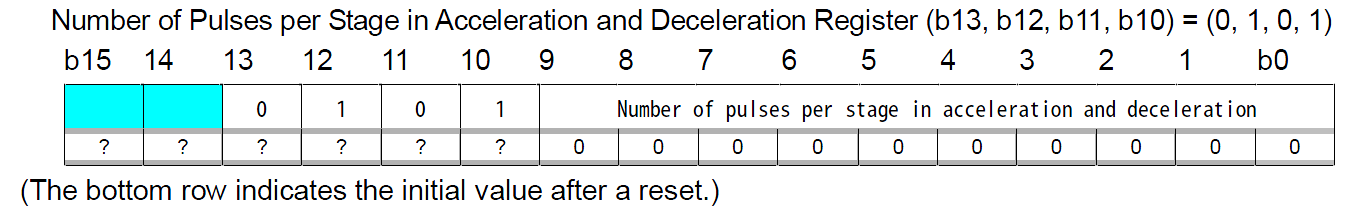 Number of Pulses per Stage in Acceleration and Deceleration Register (b13, b12, b11, b10) = (0, 1, 0, 1)
b15 14 13 12 11 10 9 8 7 6 5 4 3 2 1 b0
0 1 0 1 Number of pulses per stage in acceleration and deceleration
? ? ? ? ? ? 0 0 0 0 0 0 0 0 0 0
(The bottom row indicates the initial value after a reset.)